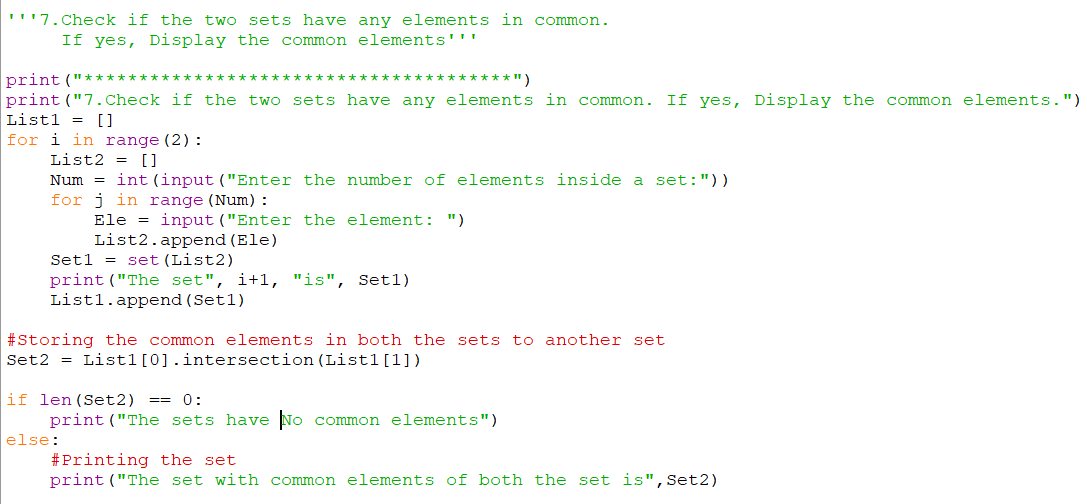 '''7.Check if the two sets have any elements in common.
     If yes, Display the common elements'''

print("***************************************")
print("7.Check if the two sets have any elements in common. If yes, Display the common elements.")
List1 = []
for i in range(2):
    List2 = []
    Num = int(input("Enter the number of elements inside a set:"))
    for j in range(Num):
        Ele = input("Enter the element: ")
        List2.append(Ele)
    Set1 = set(List2)
    print("The set", i+1, "is", Set1)
    List1.append(Set1)

#Storing the common elements in both the sets to another set
Set2 = List1[0].intersection(List1[1])

if len(Set2) == 0:
    print("The sets have No common elements")
else:
    #Printing the set
    print("The set with common elements of both the set is",Set2)